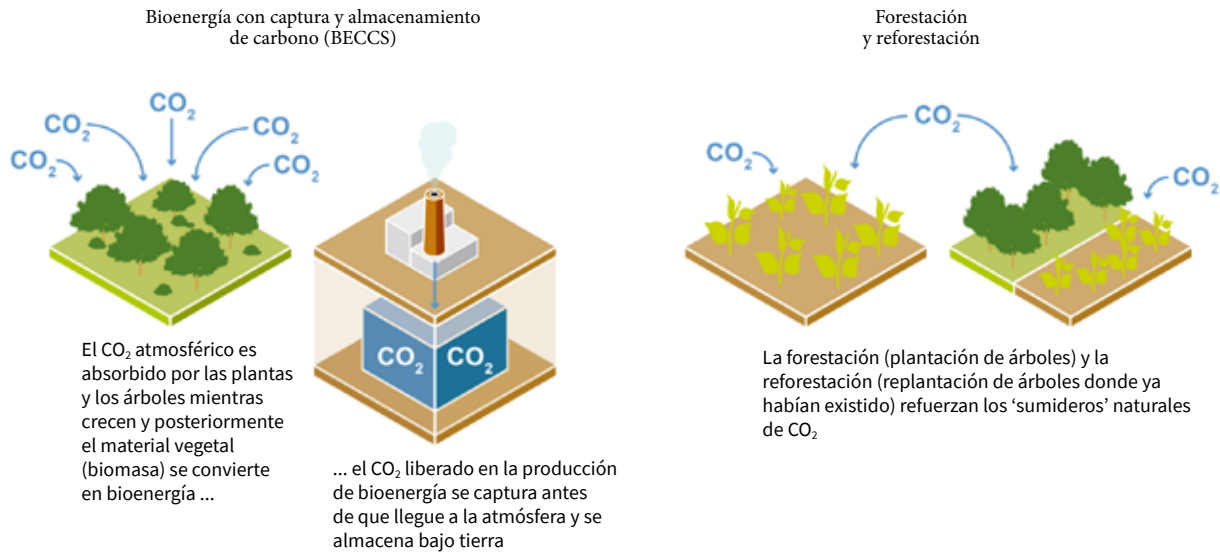 Bioenergía con captura y almacenamiento
de carbono (BECCS)
CO₂
CO₂
CO₂
CO₂
CO₂
CO₂
CO₂
El CO₂ atmosférico es
absorbido por las plantas
y los árboles mientras
crecen y posteriormente
el material vegetal
(biomasa) se convierte
en bioenergía ...
... el CO₂ liberado en la producción
de bioenergía se captura antes
de que llegue a la atmósfera y se
almacena bajo tierra
Forestación
y reforestación
CO₂
CO₂
CO₂
La forestación (plantación de árboles) y la
reforestación (replantación de árboles donde ya
habían existido) refuerzan los ‘sumideros’ naturales
de CO₂